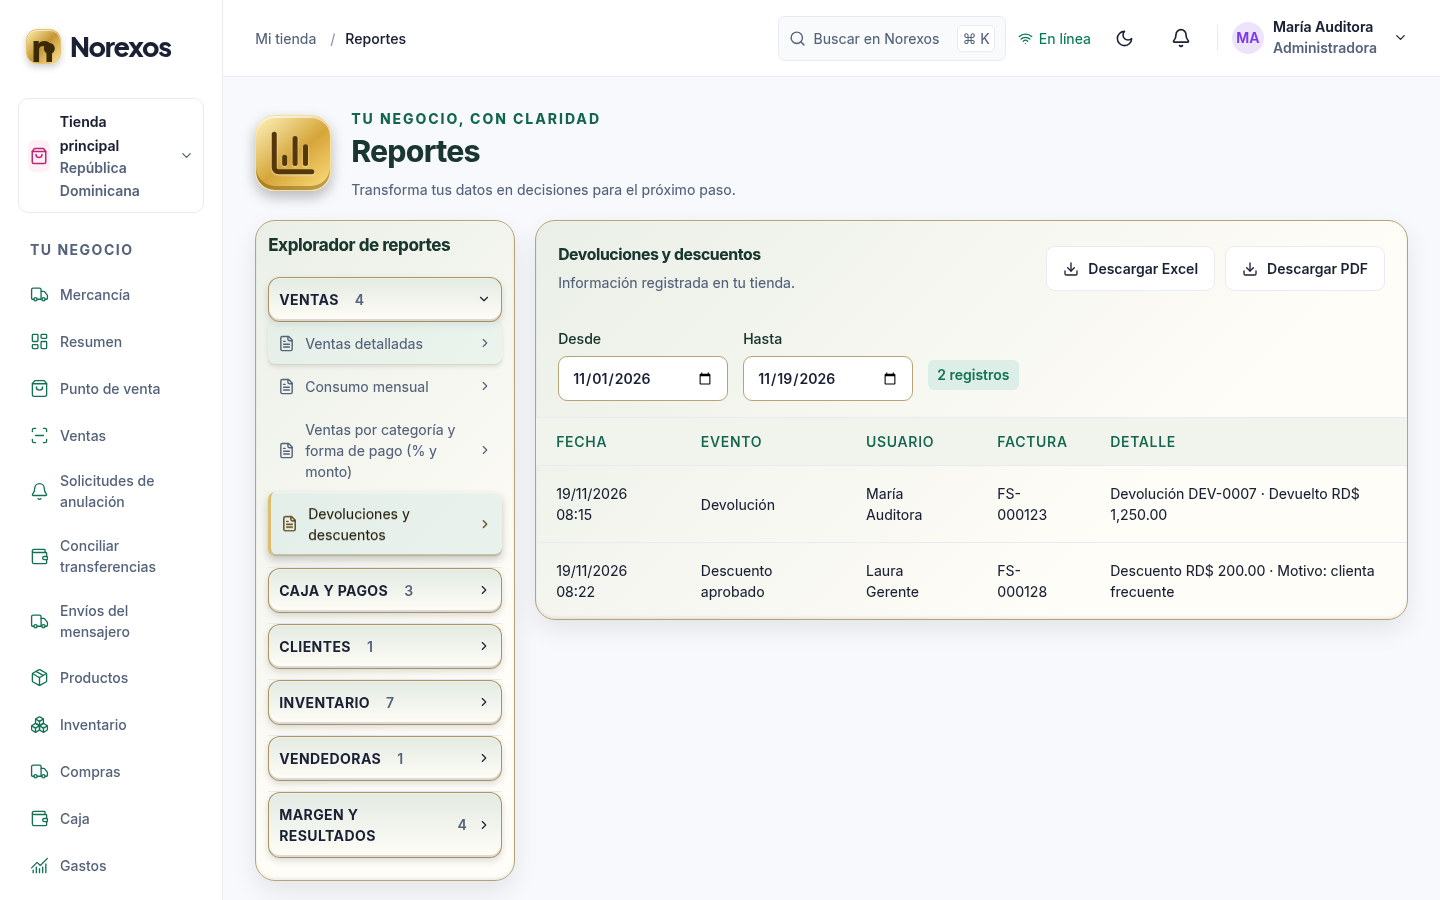 Norexos
Tienda
principal
República
Dominicana
TU NEGOCIO
Mercancía
Resumen
Punto de venta
Ventas
Solicitudes de
anulación
Conciliar
transferencias
Envíos del
mensajero
Productos
Inventario
Compras
Caja
Gastos
Mi tienda / Reportes
Buscar en Norexos ⌘ K
En línea
MA
María Auditora
Administradora
TU NEGOCIO, CON CLARIDAD
Reportes
Transforma tus datos en decisiones para el próximo paso.
Explorador de reportes
VENTAS 4
Ventas detalladas
Consumo mensual
Ventas por categoría y
forma de pago (% y
monto)
Devoluciones y
descuentos
CAJA Y PAGOS 3
CLIENTES 1
INVENTARIO 7
VENDEDORAS 1
MARGEN Y
RESULTADOS 4
Devoluciones y descuentos
Información registrada en tu tienda.
Descargar Excel
Descargar PDF
Desde
11/01/2026
Hasta
11/19/2026
2 registros
FECHA EVENTO USUARIO FACTURA DETALLE
19/11/2026
08:15
Devolución
María
Auditora
FS-
000123
Devolución DEV-0007 · Devuelto RD$
1,250.00
19/11/2026
08:22
Descuento
aprobado
Laura
Gerente
FS-
000128
Descuento RD$ 200.00 · Motivo: clienta
frecuente